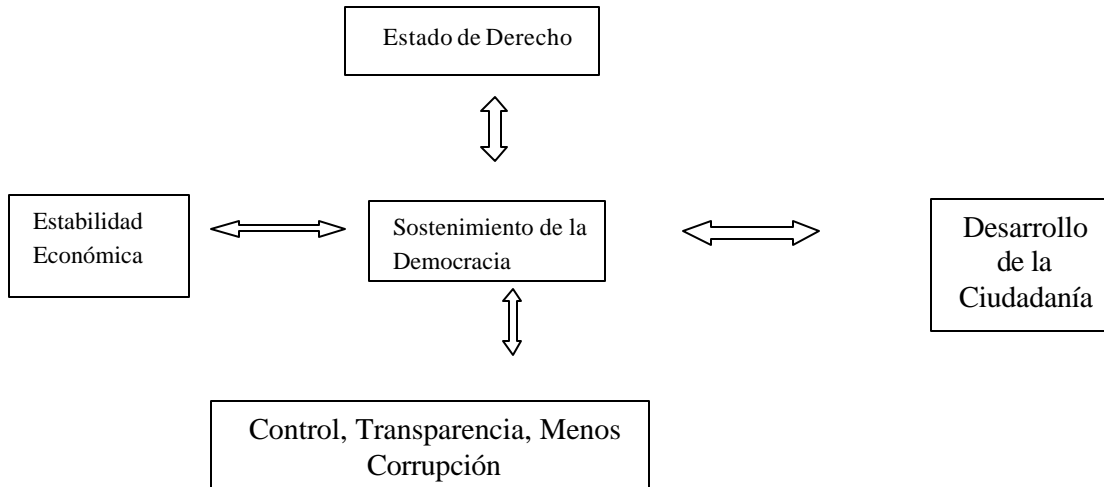 Estado de Derecho
Estabilidad
Económica
Sostenimiento de la
Democracia
Desarrollo
de la
Ciudadanía
Control, Transparencia, Menos
Corrupción